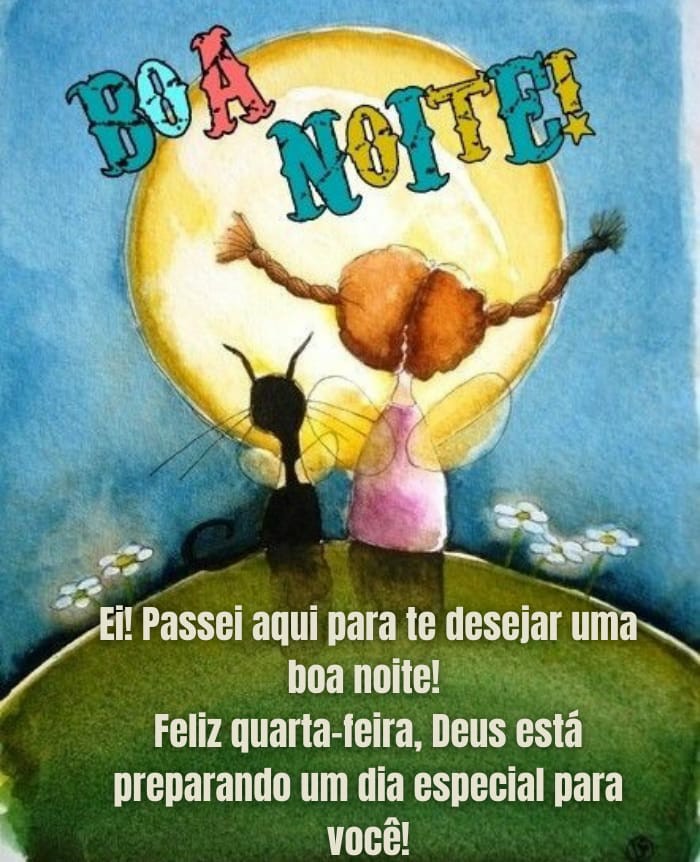 BOA
NOITE!
Ei! Passei aqui para te desejar uma
boa noite!
Feliz quarta-feira, Deus está
preparando um dia especial para
você!